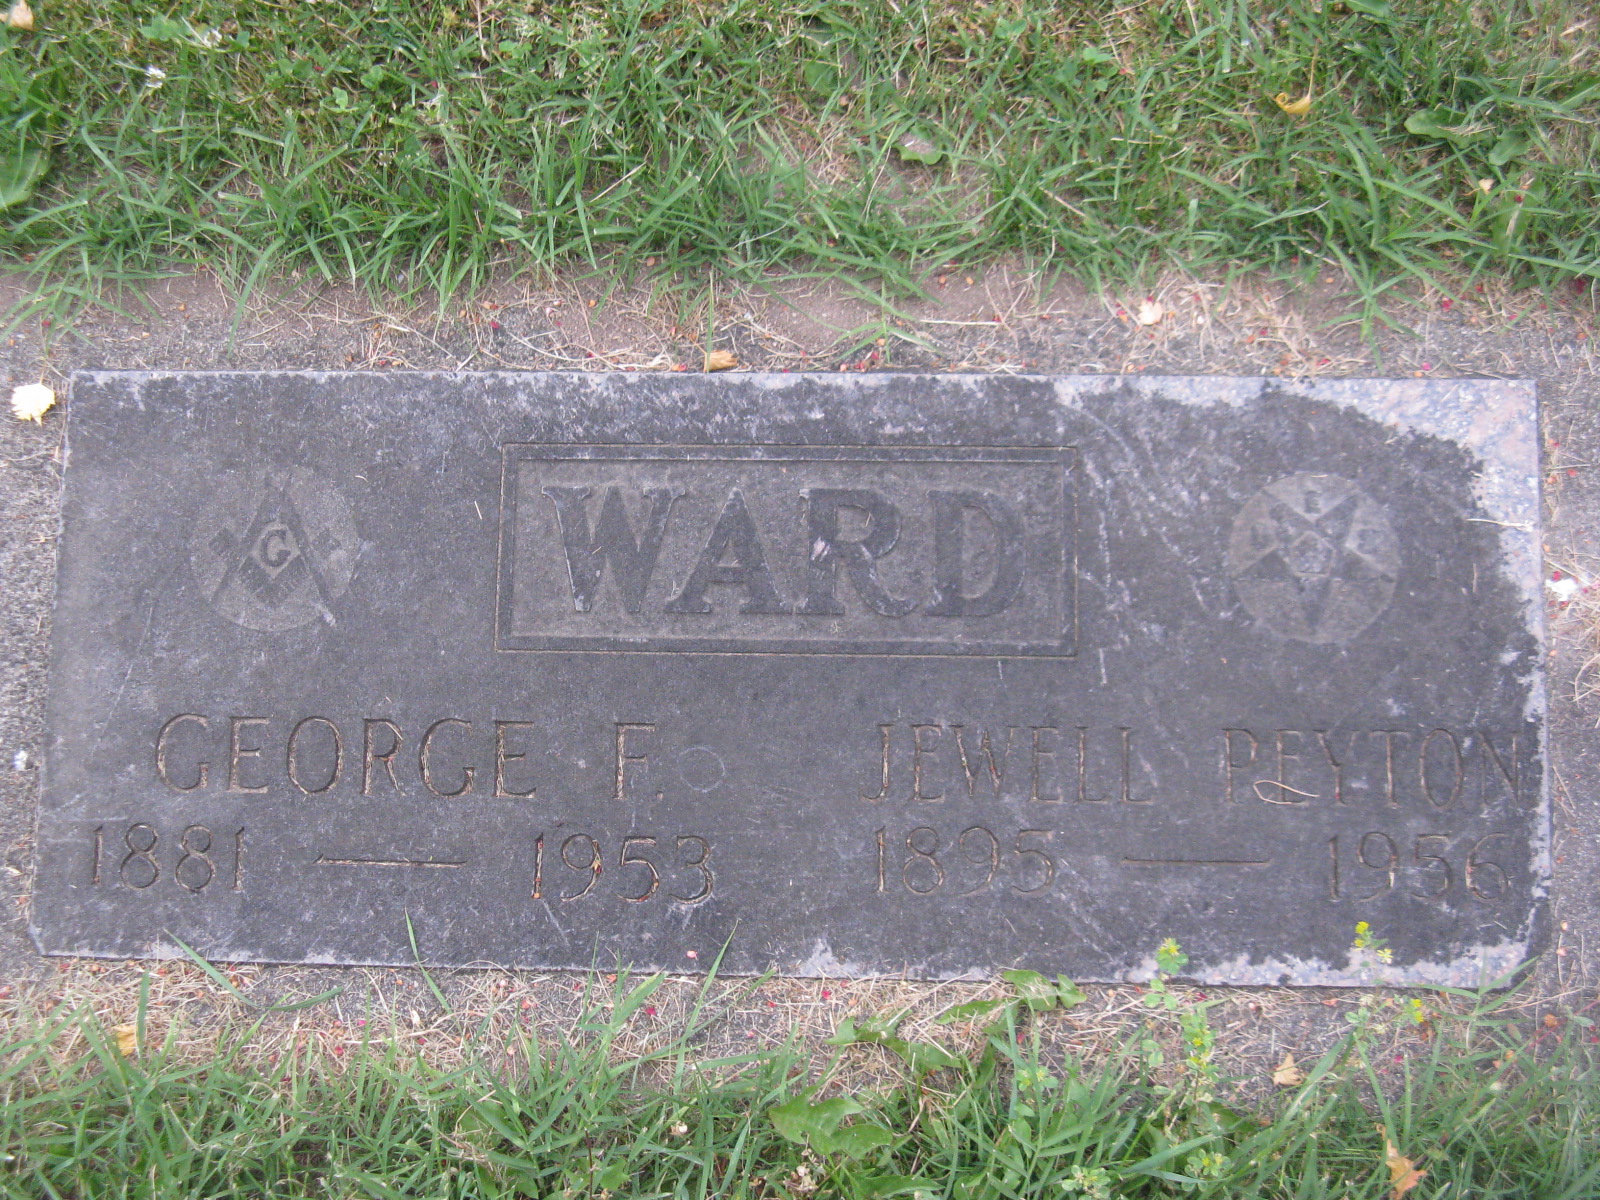 G
WARD
GEORGE F.
1881 — 1953
JEWELL PEYTON
1895 — 1956